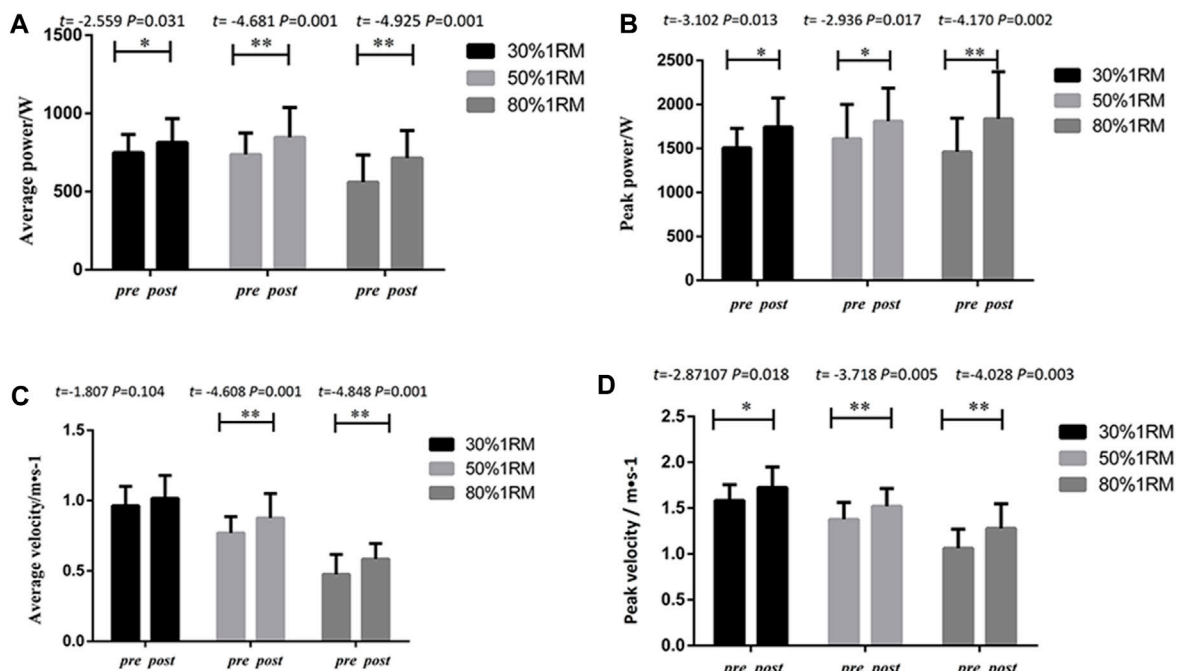 A
t= -2.559 P=0.031 t= -4.681 P=0.001 t= -4.925 P=0.001
* ** **
Average power/W
1500
1000
500
0
pre post pre post pre post
30%1RM
50%1RM
80%1RM
B
t=-3.102 P=0.013 t= -2.936 P=0.017 t=-4.170 P=0.002
* * **
Peak power/W
2500
2000
1500
1000
500
0
pre post pre post pre post
30%1RM
50%1RM
80%1RM
C
t=-1.807 P=0.104 t= -4.608 P=0.001 t= -4.848 P=0.001
** **
Average velocity/m•s-1
1.5
1.0
0.5
0.0
pre post pre post pre post
30%1RM
50%1RM
80%1RM
D
t=-2.87107 P=0.018 t= -3.718 P=0.005 t=-4.028 P=0.003
* ** **
Peak velocity / m•s-1
2.5
2.0
1.5
1.0
0.5
0.0
pre post pre post pre post
30%1RM
50%1RM
80%1RM